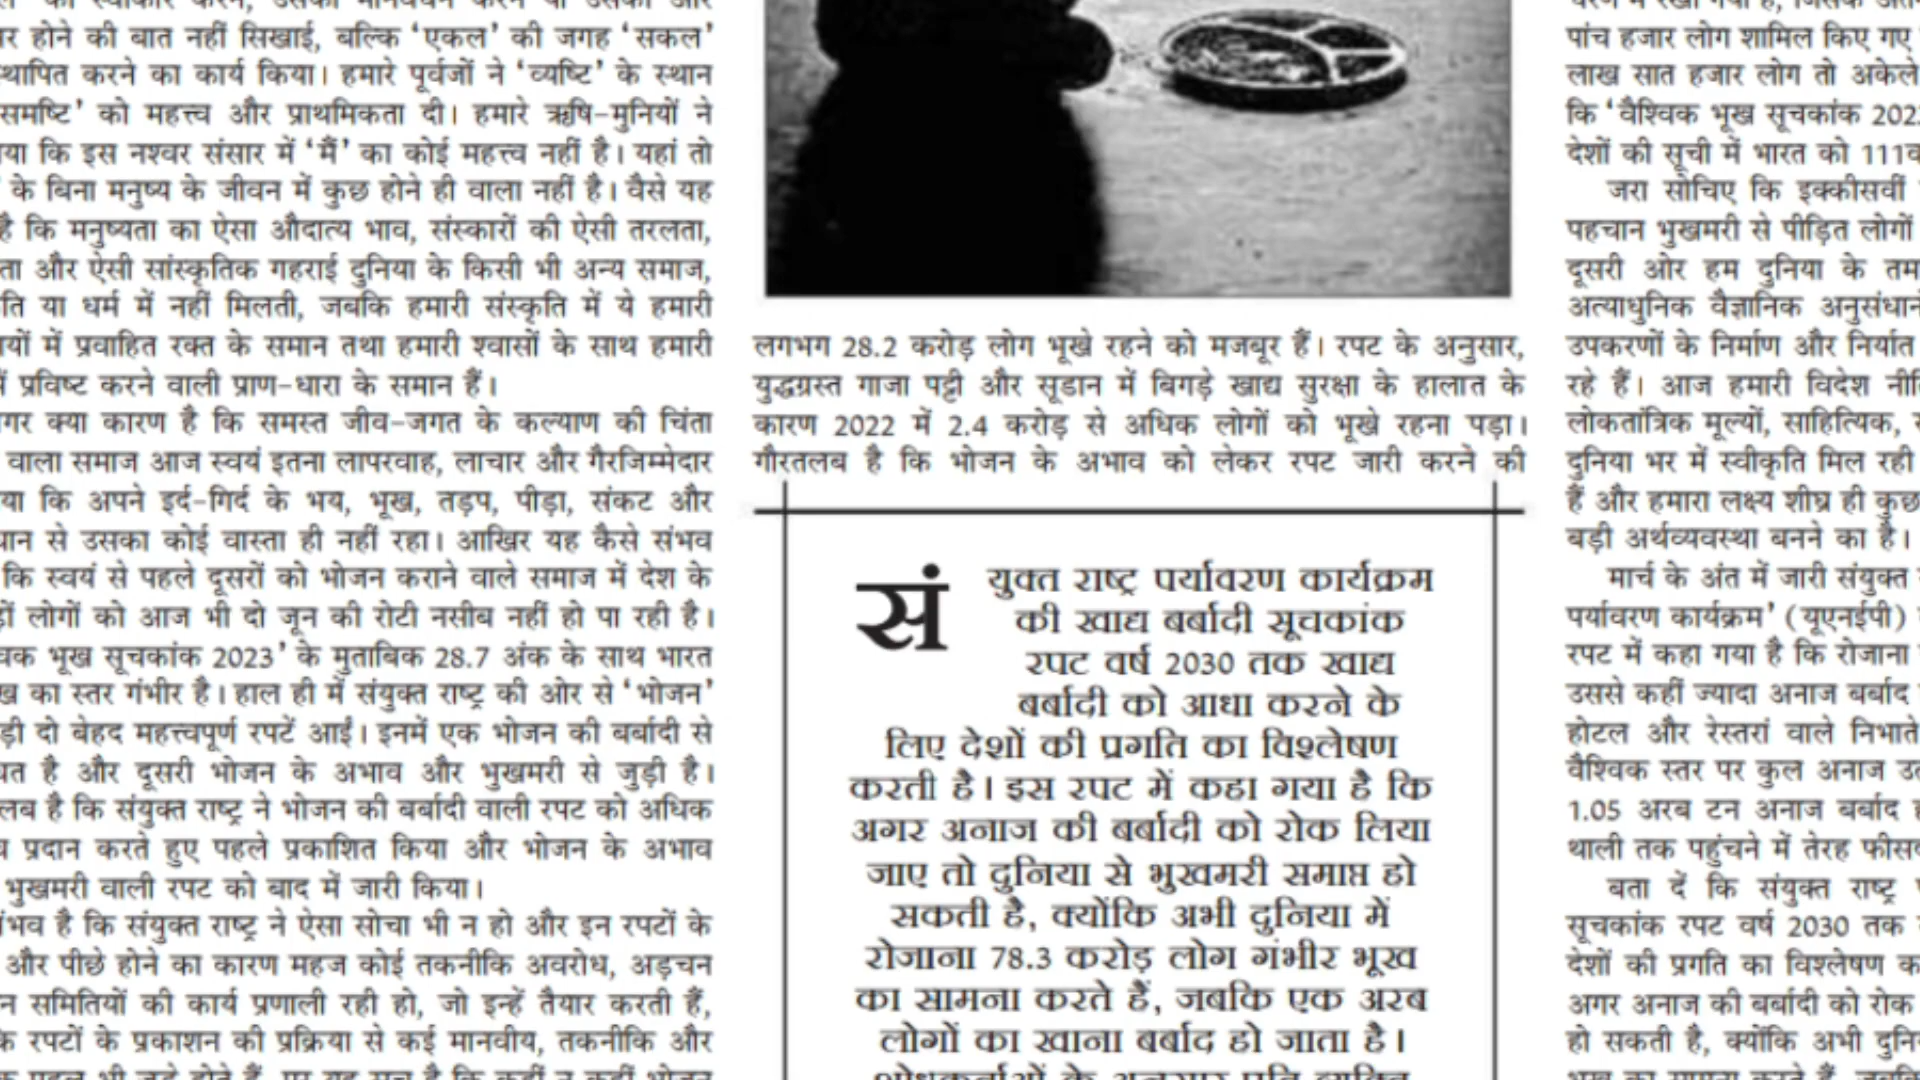 होने की बात नहीं सिखाई, बल्कि ‘एकल’ की जगह ‘सकल’
स्थापित करने का कार्य किया। हमारे पूर्वजों ने ‘व्यष्टि’ के स्थान
समष्टि’ को महत्त्व और प्राथमिकता दी। हमारे ऋषि-मुनियों ने
कि इस नश्वर संसार में ‘मैं’ का कोई महत्त्व नहीं है। यहां तो
के बिना मनुष्य के जीवन में कुछ होने ही वाला नहीं है। वैसे यह
है कि मनुष्यता का ऐसा औदात्य भाव, संस्कारों की ऐसी तरलता,
और ऐसी सांस्कृतिक गहराई दुनिया के किसी भी अन्य समाज,
या धर्म में नहीं मिलती, जबकि हमारी संस्कृति में ये हमारी
में प्रवाहित रक्त के समान तथा हमारी श्वासों के साथ हमारी
प्रविष्ट करने वाली प्राण-धारा के समान हैं।
क्या कारण है कि समस्त जीव-जगत के कल्याण की चिंता
वाला समाज आज स्वयं इतना लापरवाह, लाचार और गैरजिम्मेदार
कि अपने इर्द-गिर्द के भय, भूख, तड़प, पीड़ा, संकट और
से उसका कोई वास्ता ही नहीं रहा। आखिर यह कैसे संभव
कि स्वयं से पहले दूसरों को भोजन कराने वाले समाज में देश के
लोगों को आज भी दो जून की रोटी नसीब नहीं हो पा रही है।
भूख सूचकांक 2023’ के मुताबिक 28.7 अंक के साथ भारत
का स्तर गंभीर है। हाल ही में संयुक्त राष्ट्र की ओर से ‘भोजन’
दो बेहद महत्त्वपूर्ण रपटें आईं। इनमें एक भोजन की बर्बादी से
है और दूसरी भोजन के अभाव और भुखमरी से जुड़ी है।
है कि संयुक्त राष्ट्र ने भोजन की बर्बादी वाली रपट को अधिक
प्रदान करते हुए पहले प्रकाशित किया और भोजन के अभाव
भुखमरी वाली रपट को बाद में जारी किया।
है कि संयुक्त राष्ट्र ने ऐसा सोचा भी न हो और इन रपटों के
और पीछे होने का कारण महज कोई तकनीकि अवरोध, अड़चन
समितियों की कार्य प्रणाली रही हो, जो इन्हें तैयार करती हैं,
रपटों के प्रकाशन की प्रक्रिया से कई मानवीय, तकनीकि और
लगभग 28.2 करोड़ लोग भूखे रहने को मजबूर हैं। रपट के अनुसार,
युद्धग्रस्त गाजा पट्टी और सूडान में बिगड़े खाद्य सुरक्षा के हालात के
कारण 2022 में 2.4 करोड़ से अधिक लोगों को भूखे रहना पड़ा।
गौरतलब है कि भोजन के अभाव को लेकर रपट जारी करने की
संयुक्त राष्ट्र पर्यावरण कार्यक्रम
की खाद्य बर्बादी सूचकांक
रपट वर्ष 2030 तक खाद्य
बर्बादी को आधा करने के
लिए देशों की प्रगति का विश्लेषण
करती है। इस रपट में कहा गया है कि
अगर अनाज की बर्बादी को रोक लिया
जाए तो दुनिया से भुखमरी समाप्त हो
सकती है, क्योंकि अभी दुनिया में
रोजाना 78.3 करोड़ लोग गंभीर भूख
का सामना करते हैं, जबकि एक अरब
लोगों का खाना बर्बाद हो जाता है।
पांच हजार लोग शामिल किए गए
लाख सात हजार लोग तो अकेले
कि ‘वैश्विक भूख सूचकांक
देशों की सूची में भारत को
जरा सोचिए कि इक्कीसवीं
पहचान भुखमरी से पीड़ित लोगों
दूसरी ओर हम दुनिया के
अत्याधुनिक वैज्ञानिक
उपकरणों के निर्माण और निर्यात
रहे हैं। आज हमारी विदेश
लोकतांत्रिक मूल्यों, साहित्यिक,
दुनिया भर में स्वीकृति मिल रही
हैं और हमारा लक्ष्य शीघ्र ही कुछ
बड़ी अर्थव्यवस्था बनने का है।
मार्च के अंत में जारी संयुक्त
पर्यावरण कार्यक्रम’ (यूएनईपी)
रपट में कहा गया है कि रोजाना
उससे कहीं ज्यादा अनाज बर्बाद
होटल और रेस्तरां वाले निभाते
वैश्विक स्तर पर कुल अनाज
1.05 अरब टन अनाज बर्बाद
थाली तक पहुंचने में तेरह
बता दें कि संयुक्त राष्ट्र
सूचकांक रपट वर्ष 2030 तक
देशों की प्रगति का विश्लेषण
अगर अनाज की बर्बादी को रोक
हो सकती है, क्योंकि अभी